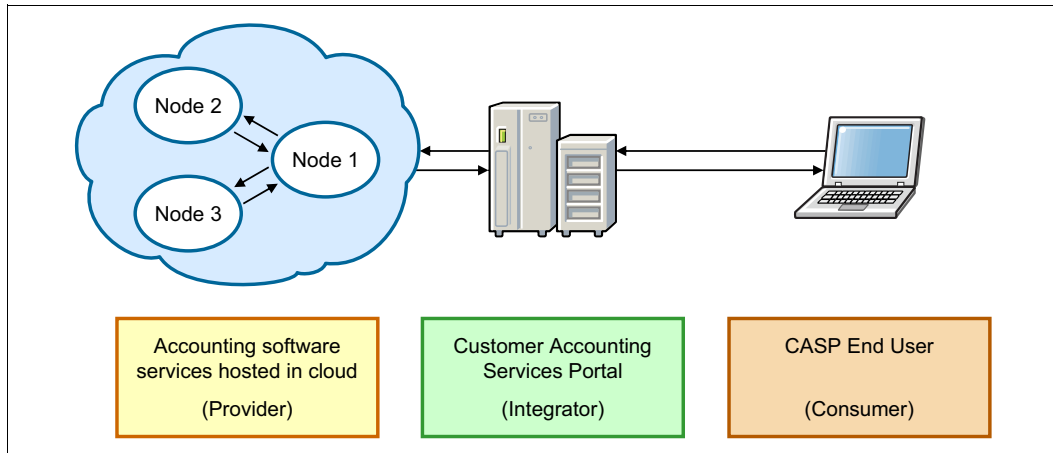 Node 2
Node 1
Node 3
Accounting software
services hosted in cloud
(Provider)
Customer Accounting
Services Portal
(Integrator)
CASP End User
(Consumer)